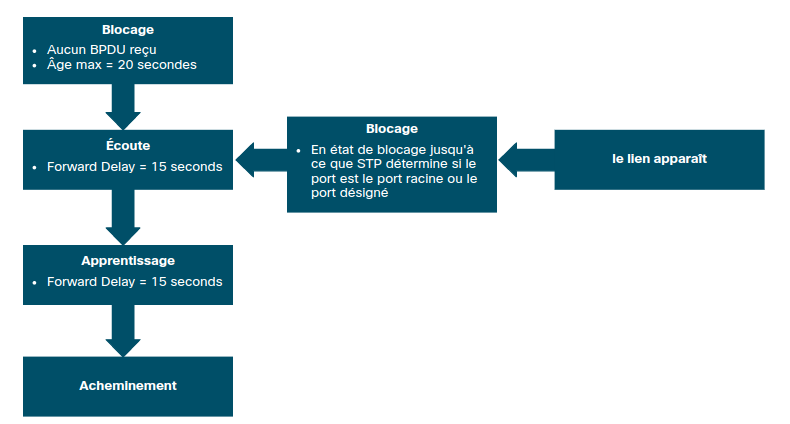 Blocage
• Aucun BPDU reçu
• Âge max = 20 secondes
Écoute
• Forward Delay = 15 seconds
Blocage
• En état de blocage jusqu'à
ce que STP détermine si le
port est le port racine ou le
port désigné
le lien apparaît
Apprentissage
• Forward Delay = 15 seconds
Acheminement